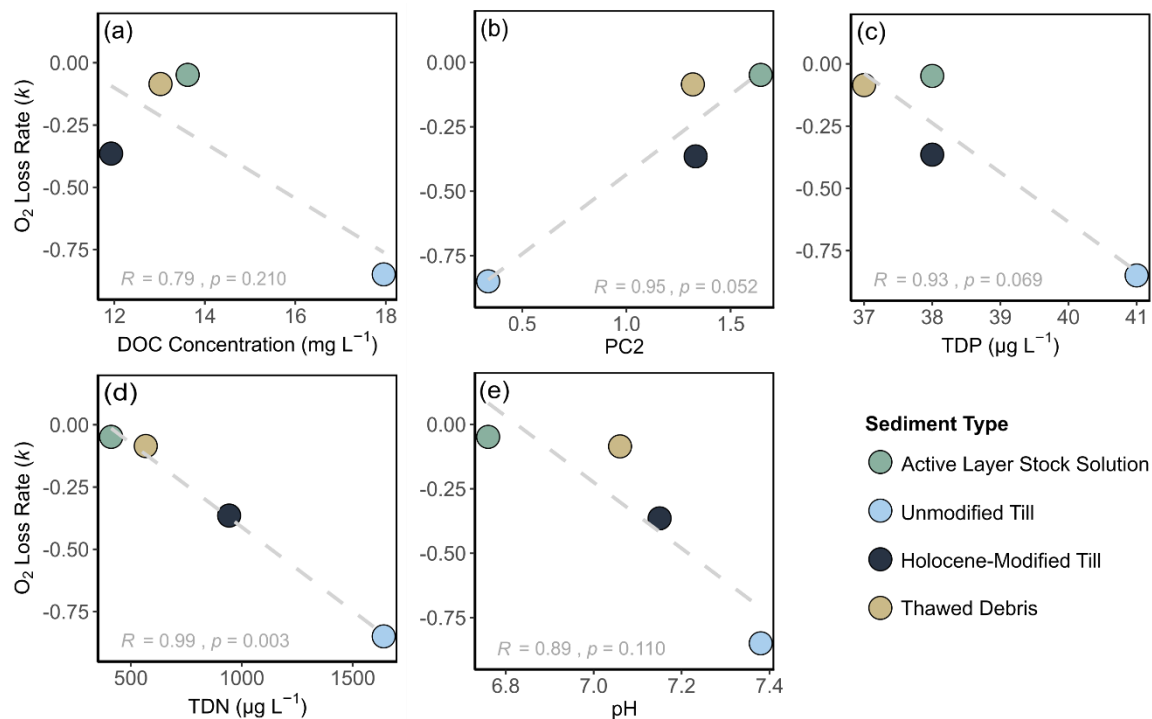 (a)
0.00
-0.25
-0.50
-0.75
O₂ Loss Rate (k)
R = 0.79 , p = 0.210
12 14 16 18
DOC Concentration (mg L⁻¹)
(b)
0.00
-0.25
-0.50
-0.75
R = 0.95 , p = 0.052
0.5 1.0 1.5
PC2
(c)
0.00
-0.25
-0.50
-0.75
R = 0.93 , p = 0.069
37 38 39 40 41
TDP (µg L⁻¹)
(d)
0.00
-0.25
-0.50
-0.75
O₂ Loss Rate (k)
R = 0.99 , p = 0.003
500 1000 1500
TDN (µg L⁻¹)
(e)
0.00
-0.25
-0.50
-0.75
R = 0.89 , p = 0.110
6.8 7.0 7.2 7.4
pH
Sediment Type
Active Layer Stock Solution
Unmodified Till
Holocene-Modified Till
Thawed Debris